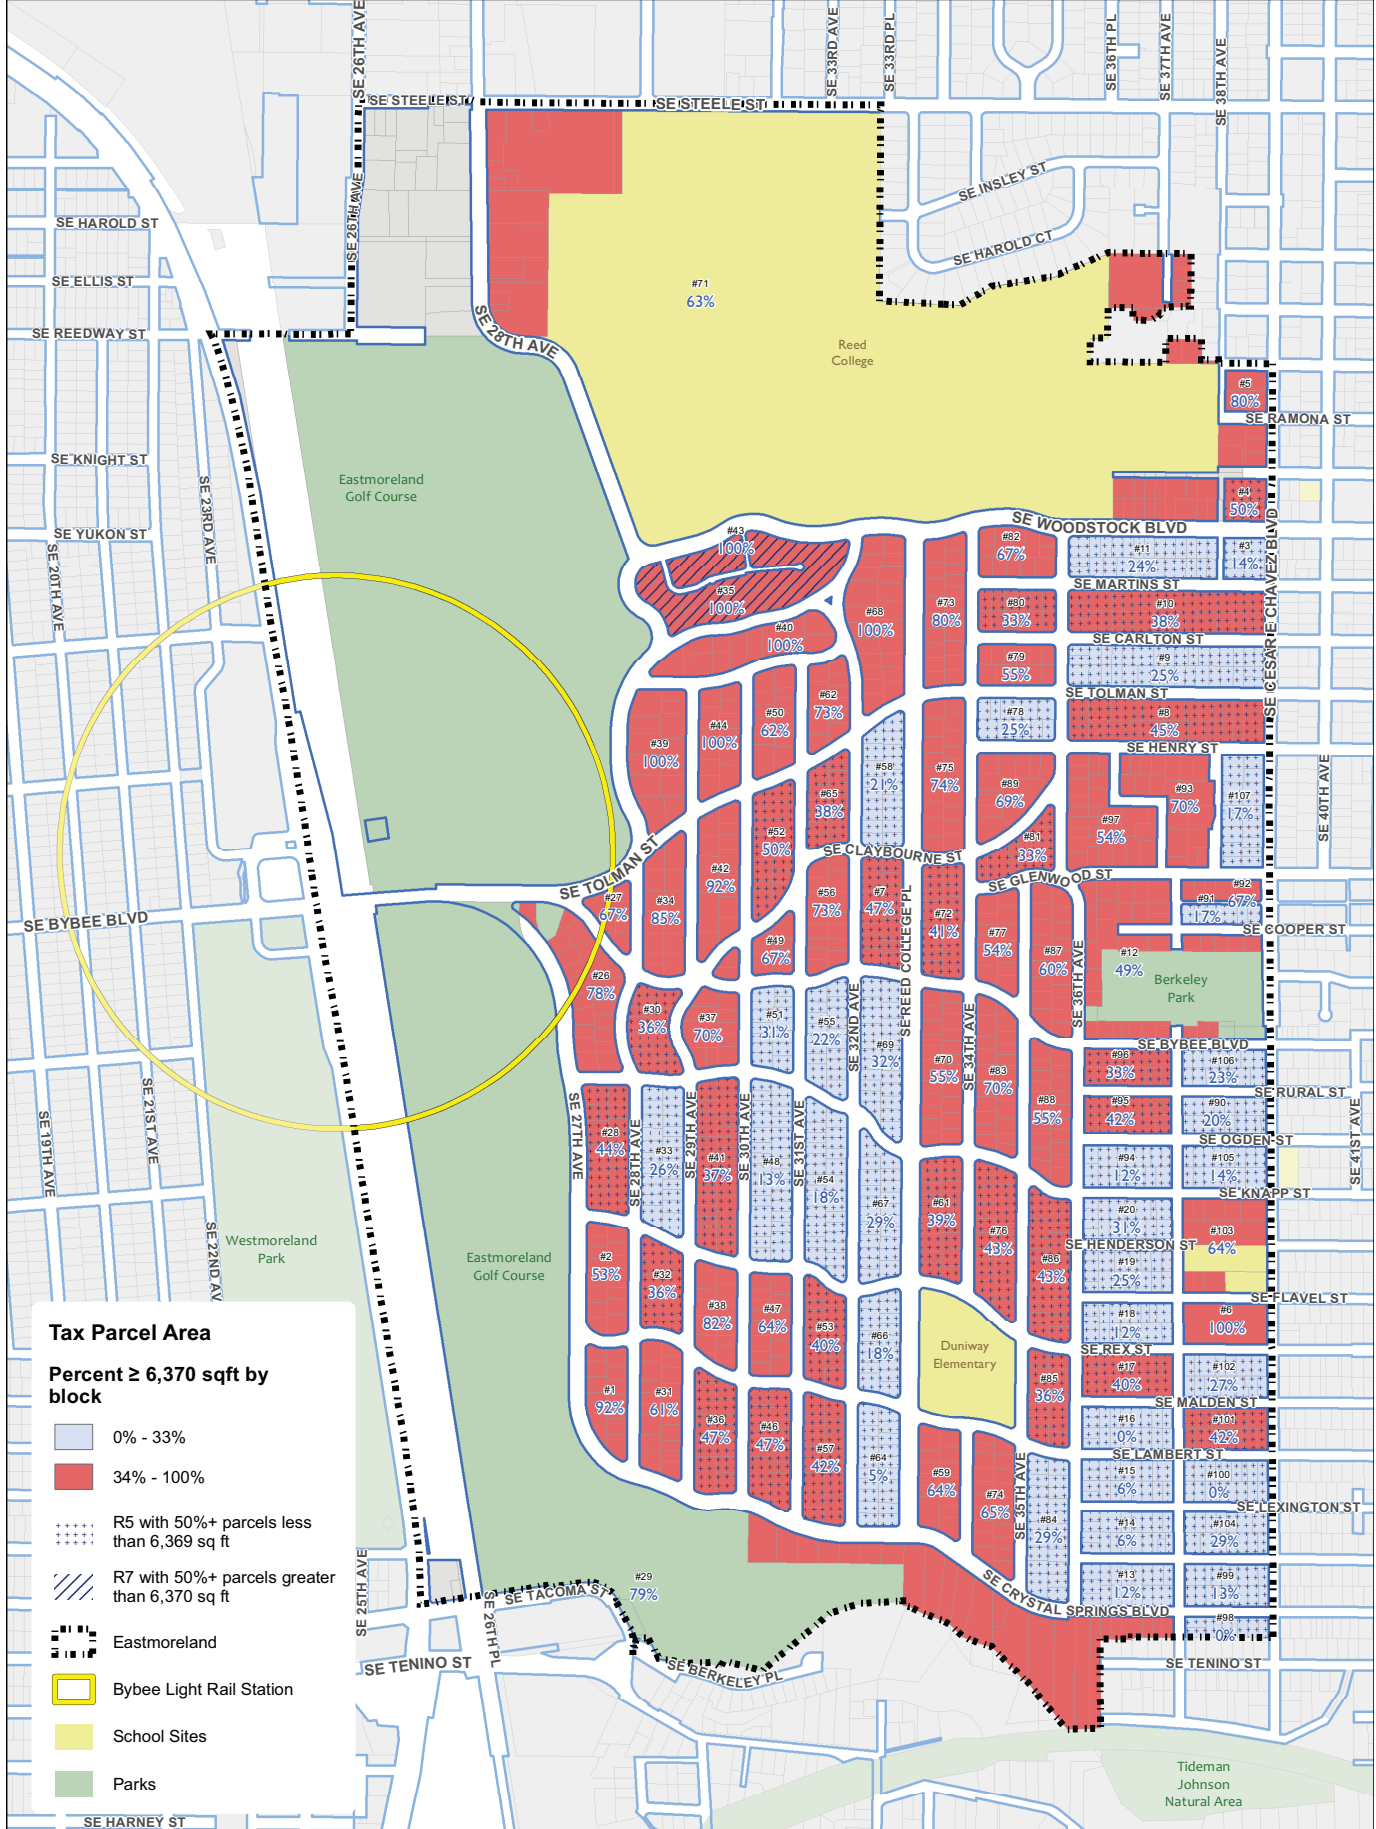 SE 26TH AVE
SE 33RD AVE
SE 33RD PL
SE 36TH PL
SE 37TH AVE
SE 38TH AVE
SE STEELE ST
SE STEELE ST
SE 26TH AVE
SE INSLEY ST
SE HAROLD CT
SE HAROLD ST
SE ELLIS ST
SE REEDWAY ST
SE 28TH AVE
#71
63%
Reed
College
#5
80%
SE RAMONA ST
SE KNIGHT ST
SE 23RD AVE
Eastmoreland
Golf Course
#4
50%
SE YUKON ST
SE 20TH AVE
SE WOODSTOCK BLVD
SE CESAR E CHAVEZ BLVD
#43
100%
#82
67%
#11
24%
#3
14%
SE MARTINS ST
#35
100%
#68
100%
#73
80%
#80
33%
#10
38%
#40
100%
SE CARLTON ST
#79
55%
#9
25%
SE TOLMAN ST
#62
73%
#50
62%
#44
100%
#39
100%
#78
25%
#8
45%
SE HENRY ST
#58
21%
#75
74%
#89
69%
#93
70%
#107
17%
SE 40TH AVE
#65
38%
#52
50%
#97
54%
#81
33%
SE CLAYBOURNE ST
SE TOLMAN ST
SE GLENWOOD ST
#42
92%
#27
67%
#34
85%
#56
73%
#7
47%
#72
41%
#92
67%
#91
17%
SE BYBEE BLVD
SE COOPER ST
SE REED COLLEGE PL
#49
67%
#77
54%
#87
60%
SE 36TH AVE
#12
49%
Berkeley
Park
#26
78%
#30
36%
#37
70%
#51
31%
#55
22%
SE 32ND AVE
#69
32%
SE 34TH AVE
SE BYBEE BLVD
#70
55%
#83
70%
#96
33%
#106
23%
SE RURAL ST
#88
55%
#95
42%
#90
20%
SE OGDEN ST
SE 19TH AVE
SE 21ST AVE
SE 27TH AVE
#28
44%
SE 28TH AVE
#33
26%
SE 29TH AVE
#41
37%
SE 30TH AVE
#48
13%
SE 31ST AVE
#54
18%
#94
12%
#105
14%
SE 41ST AVE
SE KNAPP ST
#67
29%
#61
39%
#76
43%
#20
31%
#103
64%
SE HENDERSON ST
SE 22ND AV
Westmoreland
Park
Eastmoreland
Golf Course
#2
53%
#32
36%
#86
43%
#19
25%
SE FLAVEL ST
#38
82%
#47
64%
#53
40%
#66
18%
#18
12%
#6
100%
Duniway
Elementary
SE REX ST
#17
40%
#102
27%
#1
92%
#31
61%
#85
36%
SE MALDEN ST
#36
47%
#46
47%
#57
42%
#64
5%
#16
0%
#101
42%
SE LAMBERT ST
#59
64%
#74
65%
SE 35TH AVE
#15
6%
#100
0%
SE LEXINGTON ST
#84
29%
#14
6%
#104
29%
#29
79%
#13
12%
#99
13%
SE CRYSTAL SPRINGS BLVD
#98
0%
SE 25TH AVE
SE 26TH PL
SE TACOMA ST
SE TENINO ST
SE BERKELEY PL
SE TENINO ST
Tideman
Johnson
Natural Area
SE HARNEY ST
Tax Parcel Area
Percent ≥ 6,370 sqft by
block
0% - 33%
34% - 100%
R5 with 50%+ parcels less
than 6,369 sq ft
R7 with 50%+ parcels greater
than 6,370 sq ft
Eastmoreland
Bybee Light Rail Station
School Sites
Parks